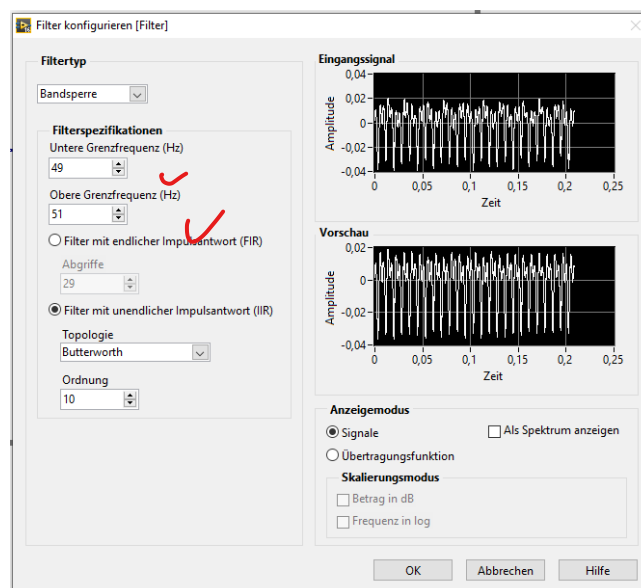 Filter konfigurieren [Filter]
Filtertyp
Bandsperre
Filterspezifikationen
Untere Grenzfrequenz (Hz)
49
Obere Grenzfrequenz (Hz)
51
Filter mit endlicher Impulsantwort (FIR)
Abgriffe
29
Filter mit unendlicher Impulsantwort (IIR)
Topologie
Butterworth
Ordnung
10
Eingangssignal
Amplitude
0,04
0,02
0
-0,02
-0,04
0 0,05 0,1 0,15 0,2 0,25
Zeit
Vorschau
Amplitude
0,02
0
-0,02
-0,04
0 0,05 0,1 0,15 0,2 0,25
Zeit
Anzeigemodus
Signale
Als Spektrum anzeigen
Übertragungsfunktion
Skalierungsmodus
Betrag in dB
Frequenz in log
OK Abbrechen Hilfe